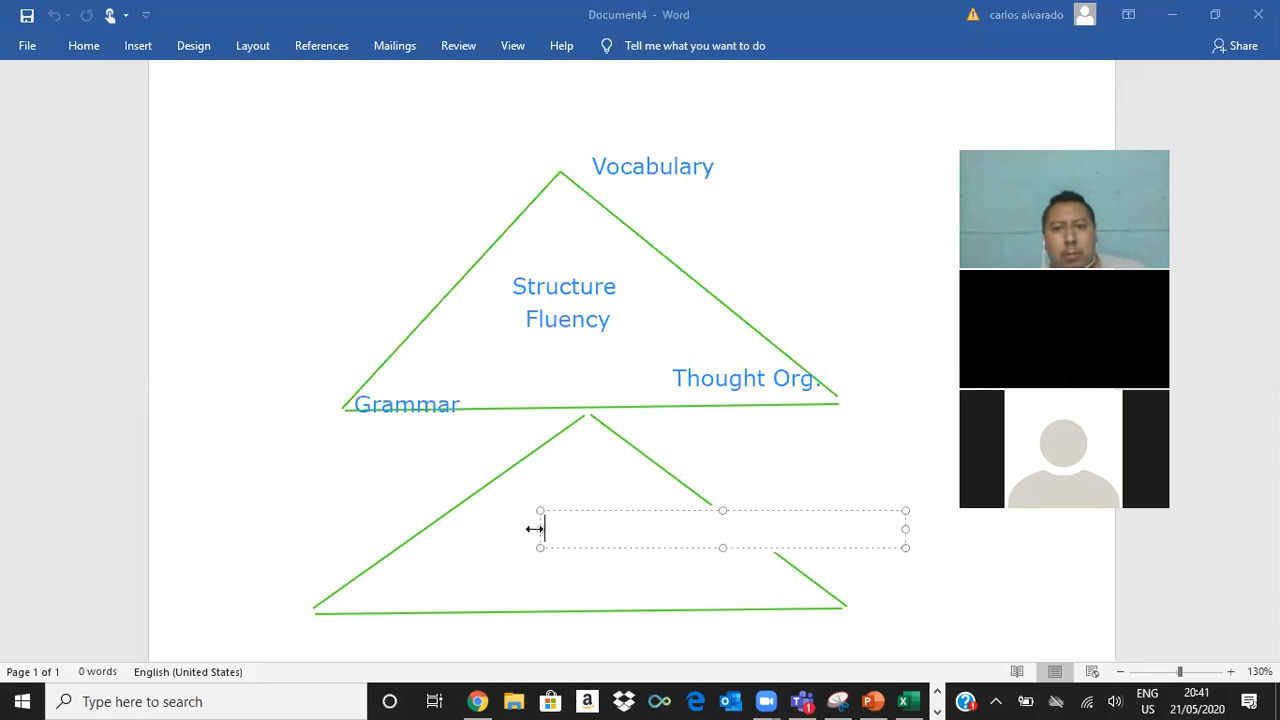 Document4 - Word
carlos alvarado
File Home Insert Design Layout References Mailings Review View Help Tell me what you want to do Share
Vocabulary
Structure
Fluency
Thought Org.
Grammar
Page 1 of 1 0 words English (United States) 130%
Type here to search
ENG 20:41
US 21/05/2020